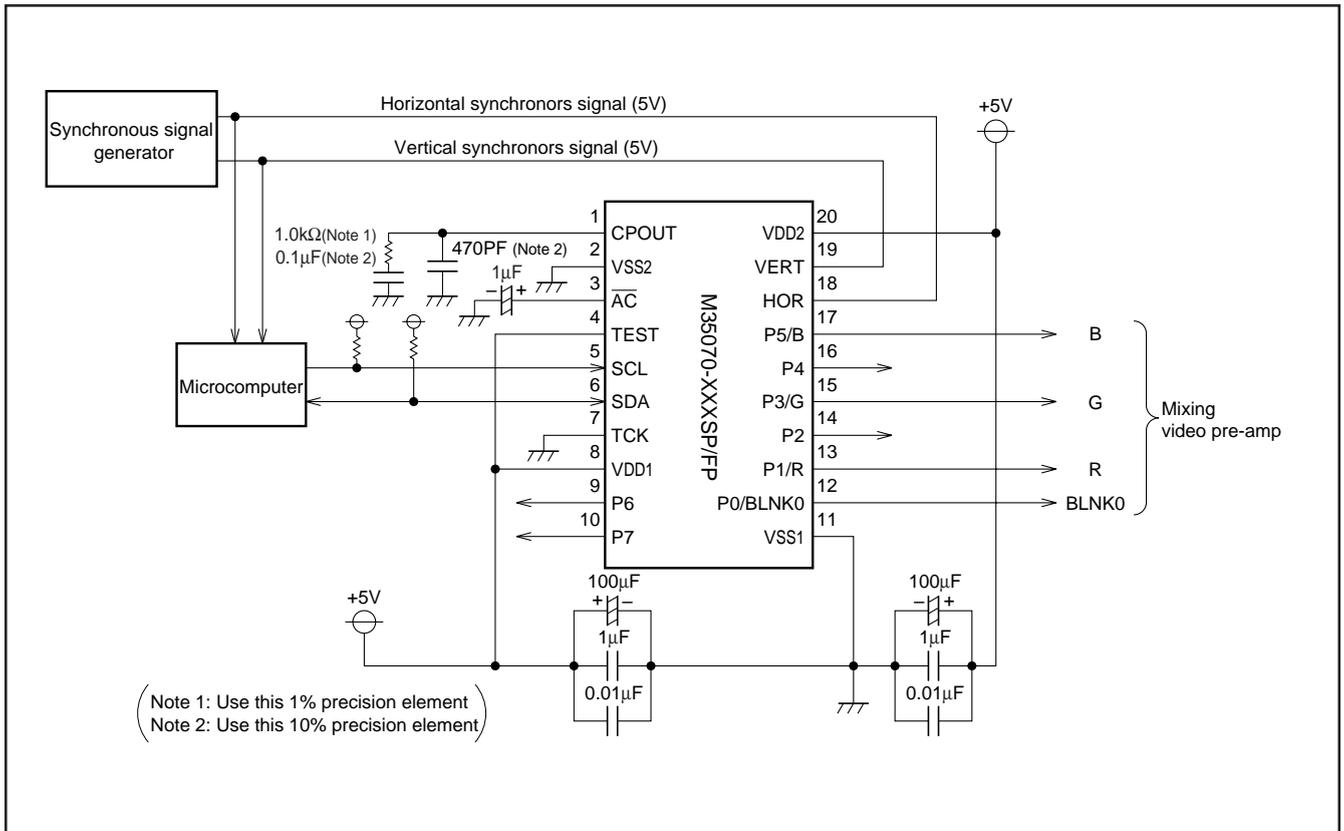 Horizontal synchronors signal (5V)
+5V
Synchronous signal
generator
Vertical synchronors signal (5V)
1.0kΩ(Note 1)
0.1μF(Note 2)
470PF (Note 2)
1μF
− +
Microcomputer
1 CPOUT
2 VSS2
3 AC
4 TEST
5 SCL
6 SDA
7 TCK
8 VDD1
9 P6
10 P7
M35070-XXXSP/FP
20 VDD2
19 VERT
18 HOR
17 P5/B
16 P4
15 P3/G
14 P2
13 P1/R
12 P0/BLNK0
11 VSS1
B
G
R
BLNK0
Mixing
video pre-amp
+5V
100μF
+ −
1μF
0.01μF
100μF
− +
1μF
0.01μF
Note 1: Use this 1% precision element
Note 2: Use this 10% precision element